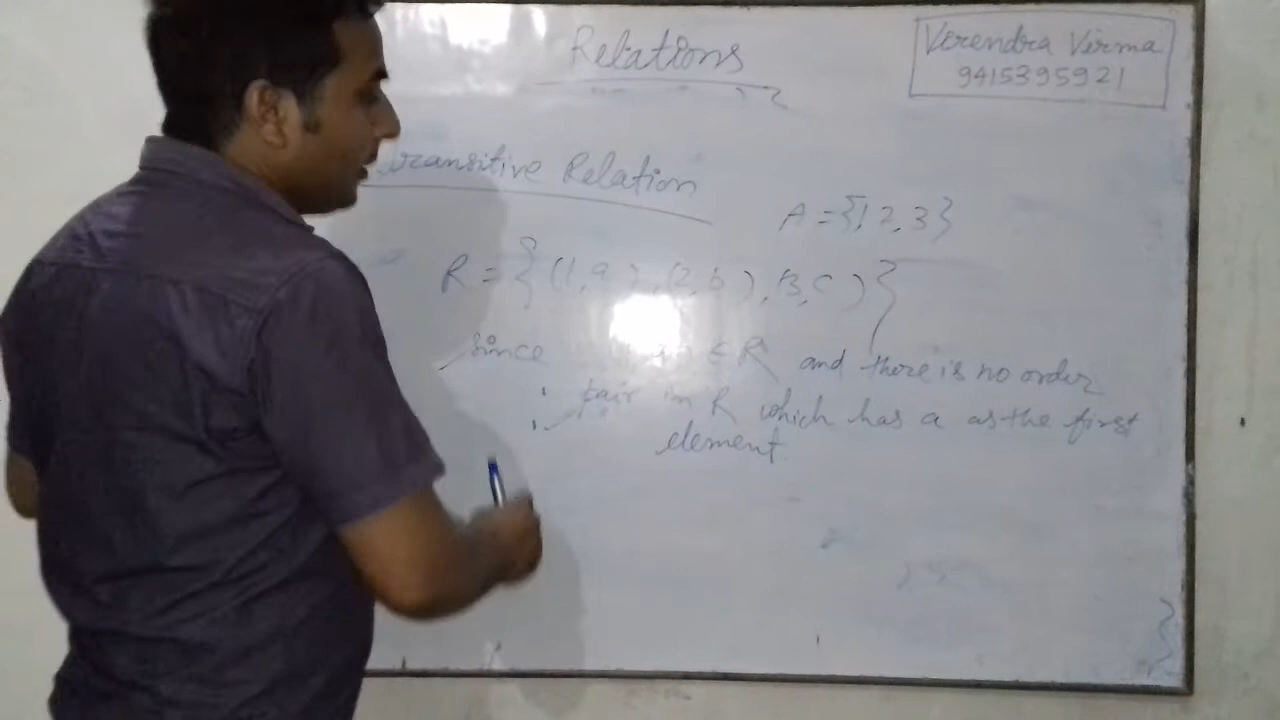 Relations
Verendra Verma
9415395921
transitive Relation
A = {1, 2, 3}
R = { (1, a), (2, b), (3, c) }
Since ∈ R and there is no order
pair in R which has a as the first
element.